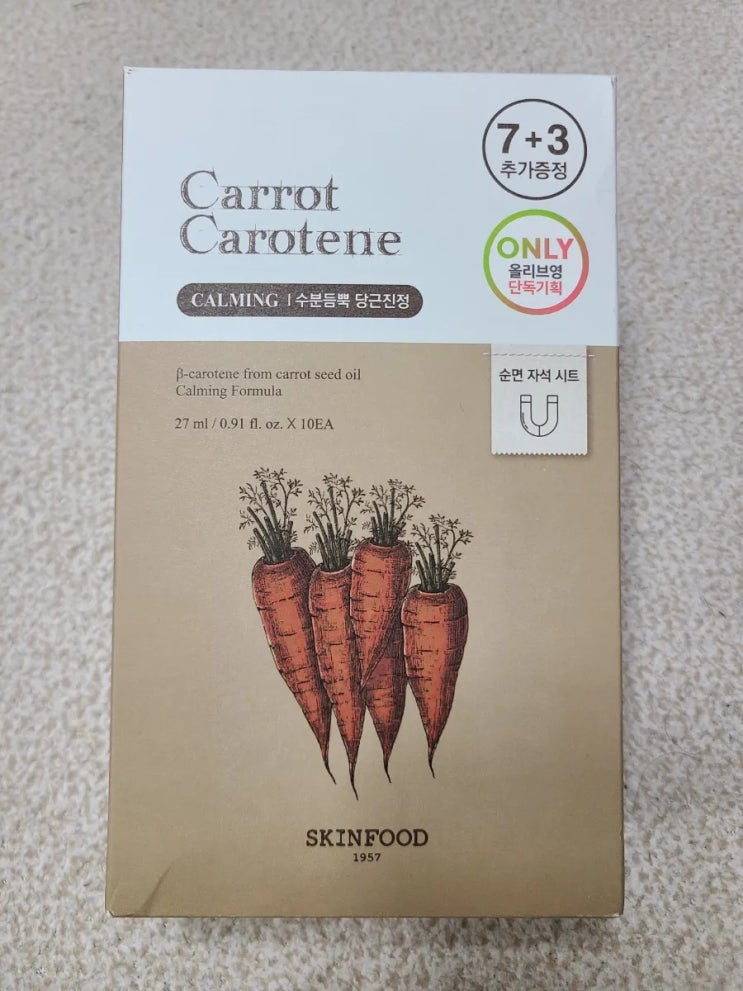 7+3
추가증정
Carrot
Carotene
ONLY
올리브영
단독기획
CALMING | 수분듬뿍 당근진정
β-carotene from carrot seed oil
Calming Formula
27 ml / 0.91 fl. oz. X 10EA
순면 자석 시트
SKINFOOD
1957